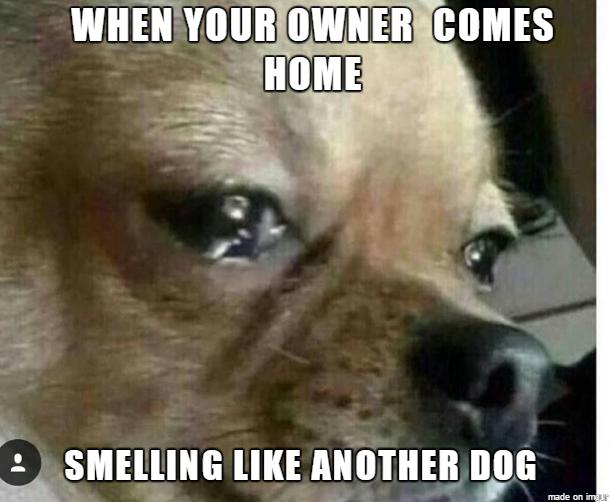 WHEN YOUR OWNER COMES
HOME
SMELLING LIKE ANOTHER DOG
made on imgur